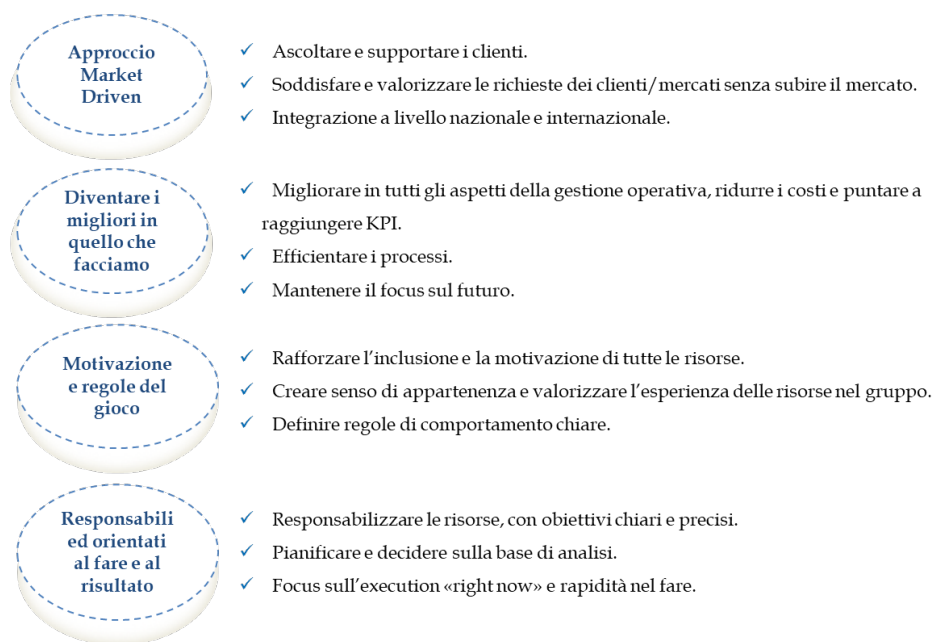 Approccio
Market
Driven
✓ Ascoltare e supportare i clienti.
✓ Soddisfare e valorizzare le richieste dei clienti/mercati senza subire il mercato.
✓ Integrazione a livello nazionale e internazionale.
Diventare i
migliori in
quello che
facciamo
✓ Migliorare in tutti gli aspetti della gestione operativa, ridurre i costi e puntare a
raggiungere KPI.
✓ Efficientare i processi.
✓ Mantenere il focus sul futuro.
Motivazione
e regole del
gioco
✓ Rafforzare l'inclusione e la motivazione di tutte le risorse.
✓ Creare senso di appartenenza e valorizzare l'esperienza delle risorse nel gruppo.
✓ Definire regole di comportamento chiare.
Responsabili
ed orientati
al fare e al
risultato
✓ Responsabilizzare le risorse, con obiettivi chiari e precisi.
✓ Pianificare e decidere sulla base di analisi.
✓ Focus sull'execution «right now» e rapidità nel fare.